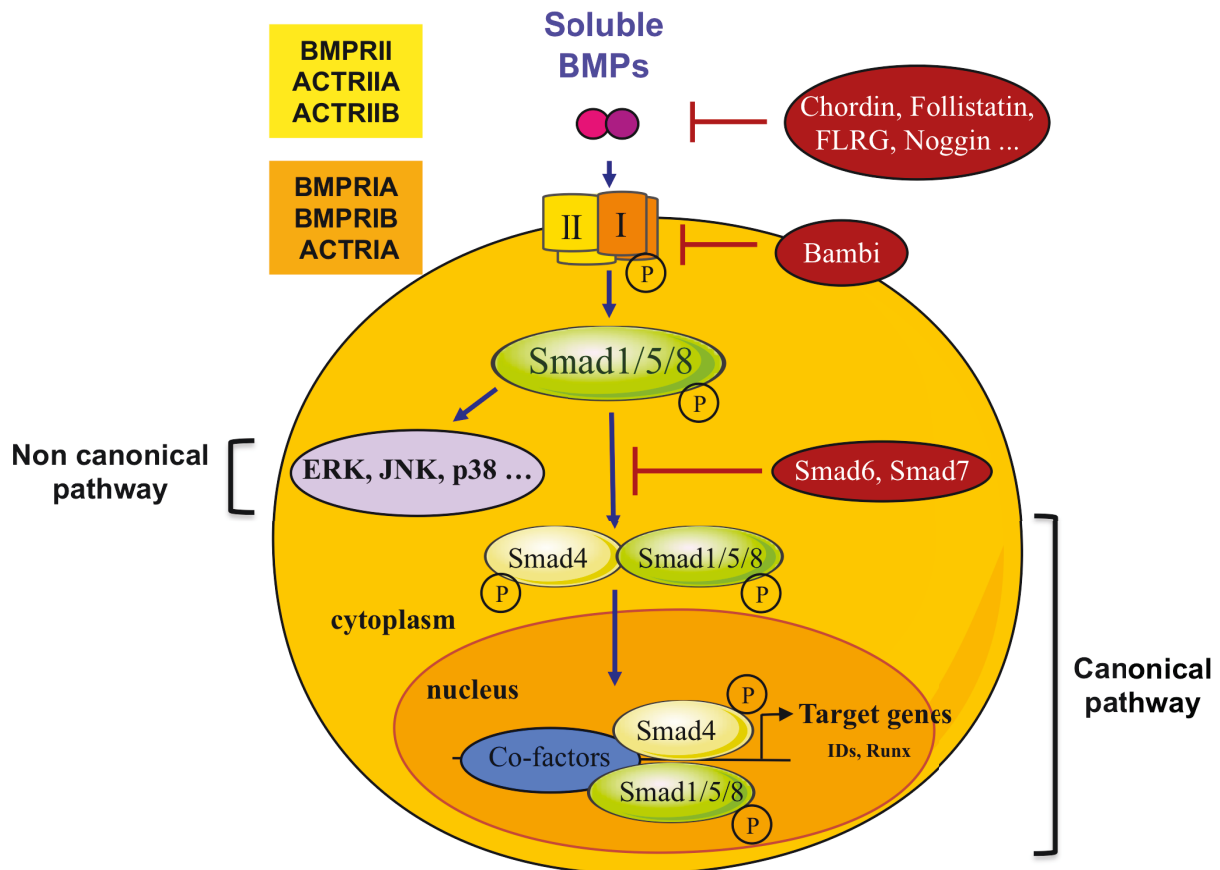 Soluble
BMPs
BMPRII
ACTRIIA
ACTRIIB
Chordin, Follistatin,
FLRG, Noggin ...
BMPRIA
BMPRIB
ACTRIA
II
I
P
Bambi
Smad1/5/8
P
Non canonical
pathway
ERK, JNK, p38 ...
Smad6, Smad7
Smad4
Smad1/5/8
P
P
cytoplasm
Canonical
pathway
nucleus
P
Smad4
Target genes
IDs, Runx
Co-factors
Smad1/5/8
P